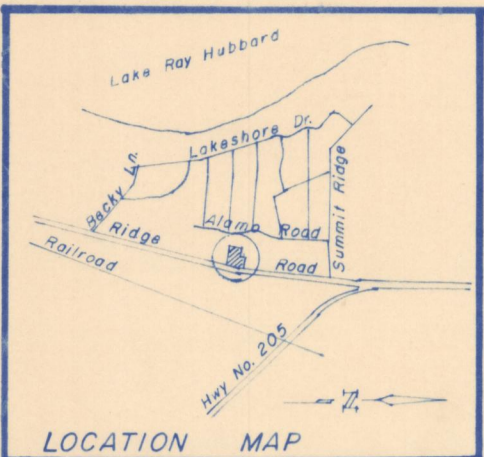 Lake Ray Hubbard
Lakeshore Dr.
Becky Ln.
Alamo Road
Summit Ridge
Ridge Road
Railroad
Hwy No. 205
N
LOCATION MAP